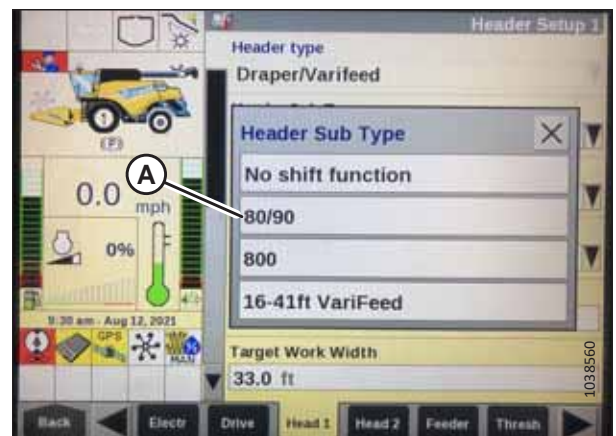 Header Setup 1
Header type
Draper/Varifeed
Header Sub Type
No shift function
80/90
800
16-41ft VariFeed
A
(P)
0.0 mph
0%
9:30 am - Aug 12, 2021
GPS
Target Work Width
33.0 ft
1038560
Back
Electr
Drive
Head 1
Head 2
Feeder
Thresh